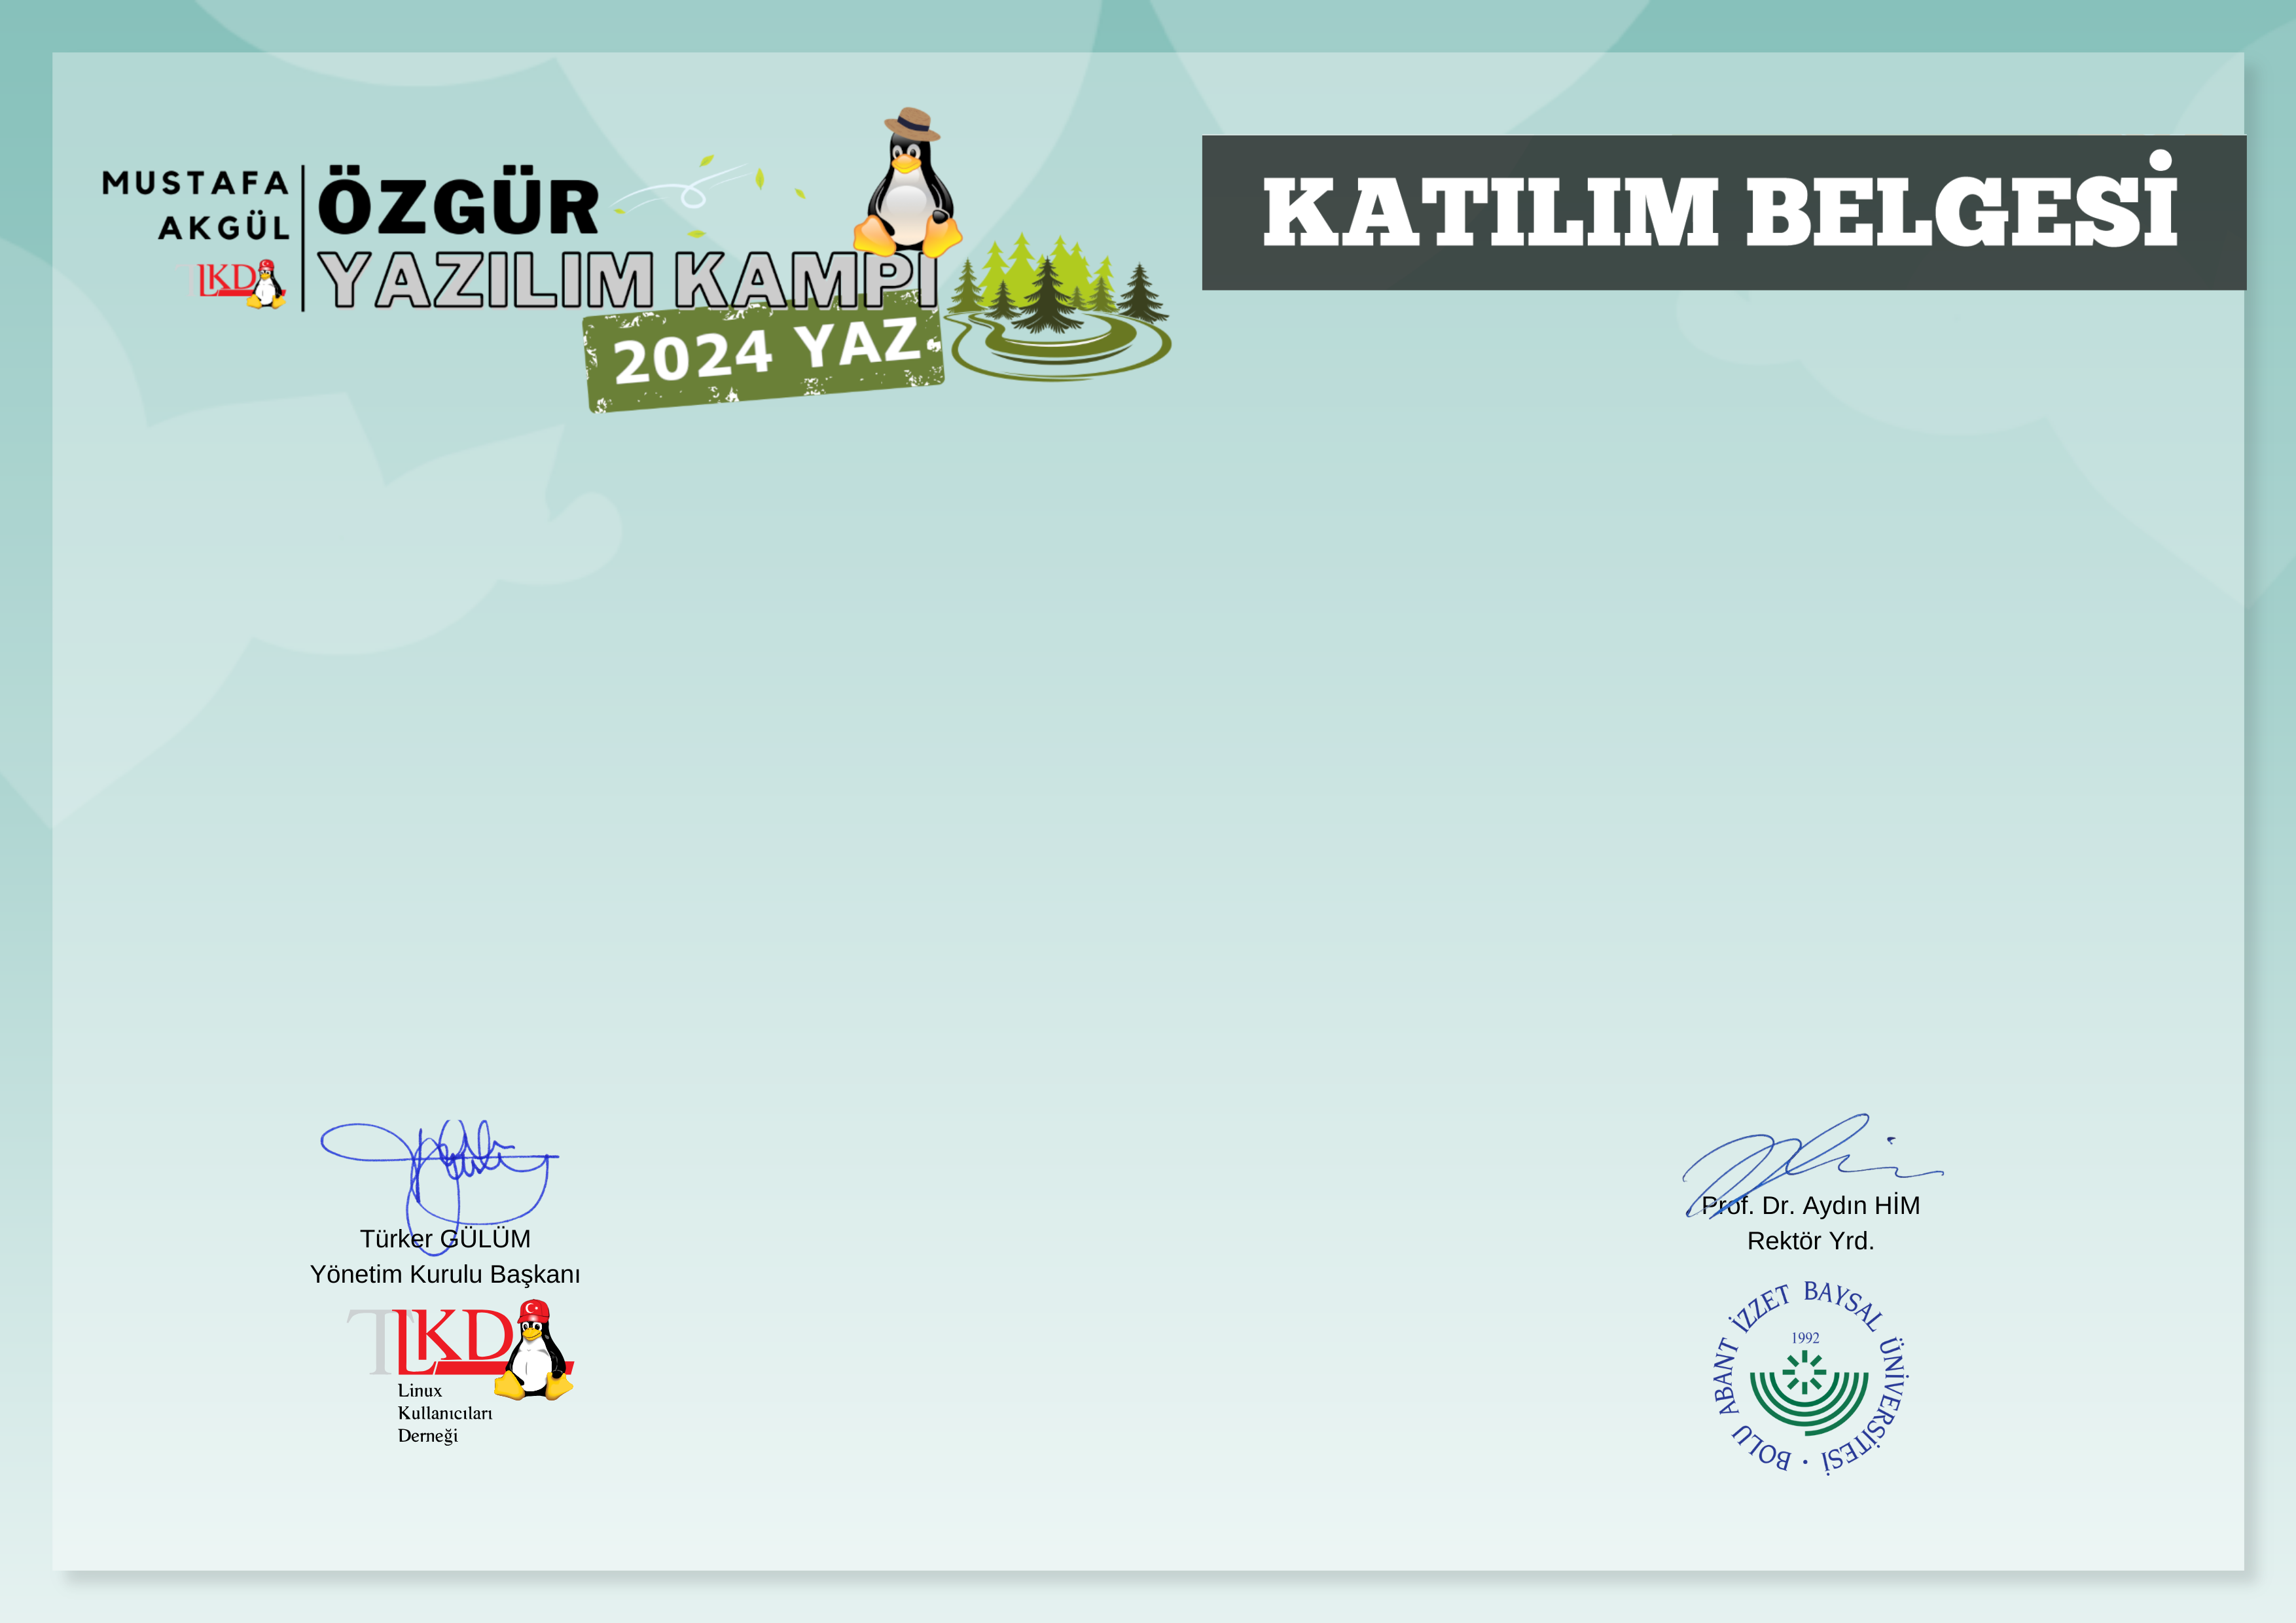 MUSTAFA
AKGÜL
LKD
ÖZGÜR
YAZILIM KAMPI
2024 YAZ
KATILIM BELGESİ
Türker GÜLÜM
Yönetim Kurulu Başkanı
TLKD
Linux
Kullanıcıları
Derneği
Prof. Dr. Aydın HİM
Rektör Yrd.
BOLU ABANT İZZET BAYSAL ÜNİVERSİTESİ •
1992